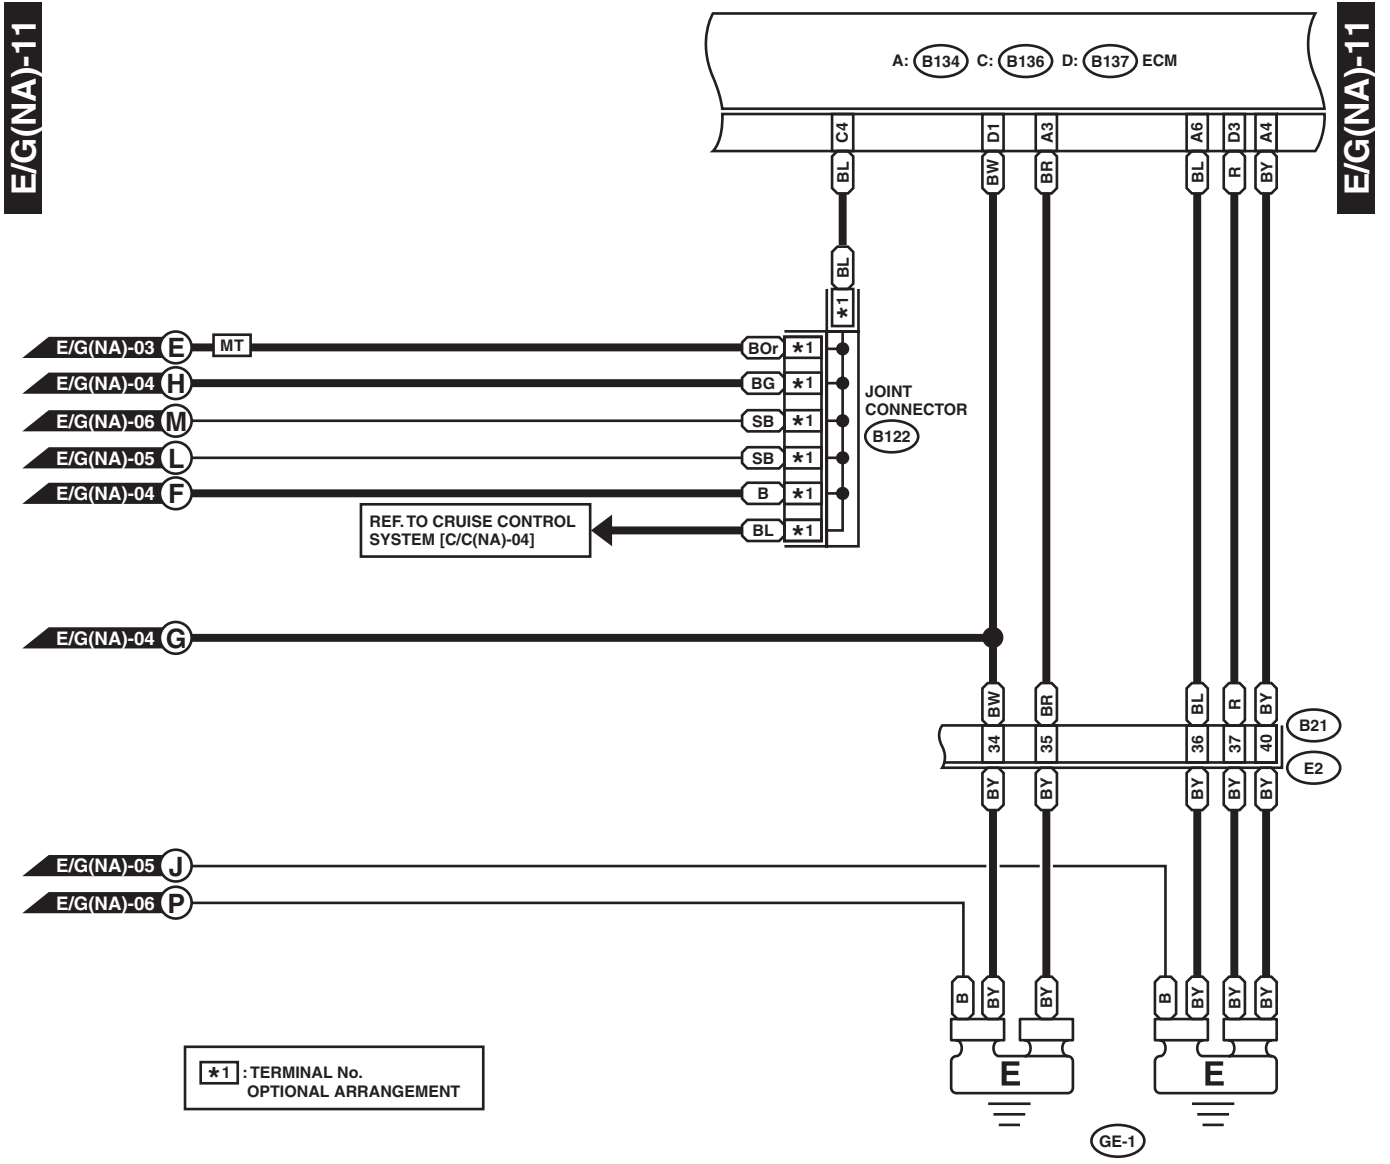 E/G(NA)-11
E/G(NA)-11
A: B134 C: B136 D: B137 ECM
C4 D1 A3 A6 D3 A4
BL BW BR BL R BY
BL
*1
E/G(NA)-03 E MT BOr *1
E/G(NA)-04 H BG *1
JOINT
CONNECTOR
B122
E/G(NA)-06 M SB *1
E/G(NA)-05 L SB *1
E/G(NA)-04 F B *1
REF. TO CRUISE CONTROL
SYSTEM [C/C(NA)-04]
BL *1
E/G(NA)-04 G
BW BR BL R BY
B21
34 35 36 37 40
E2
BY BY BY BY BY
E/G(NA)-05 J
E/G(NA)-06 P
B BY BY B BY BY BY
E E
*1 : TERMINAL No.
OPTIONAL ARRANGEMENT
GE-1